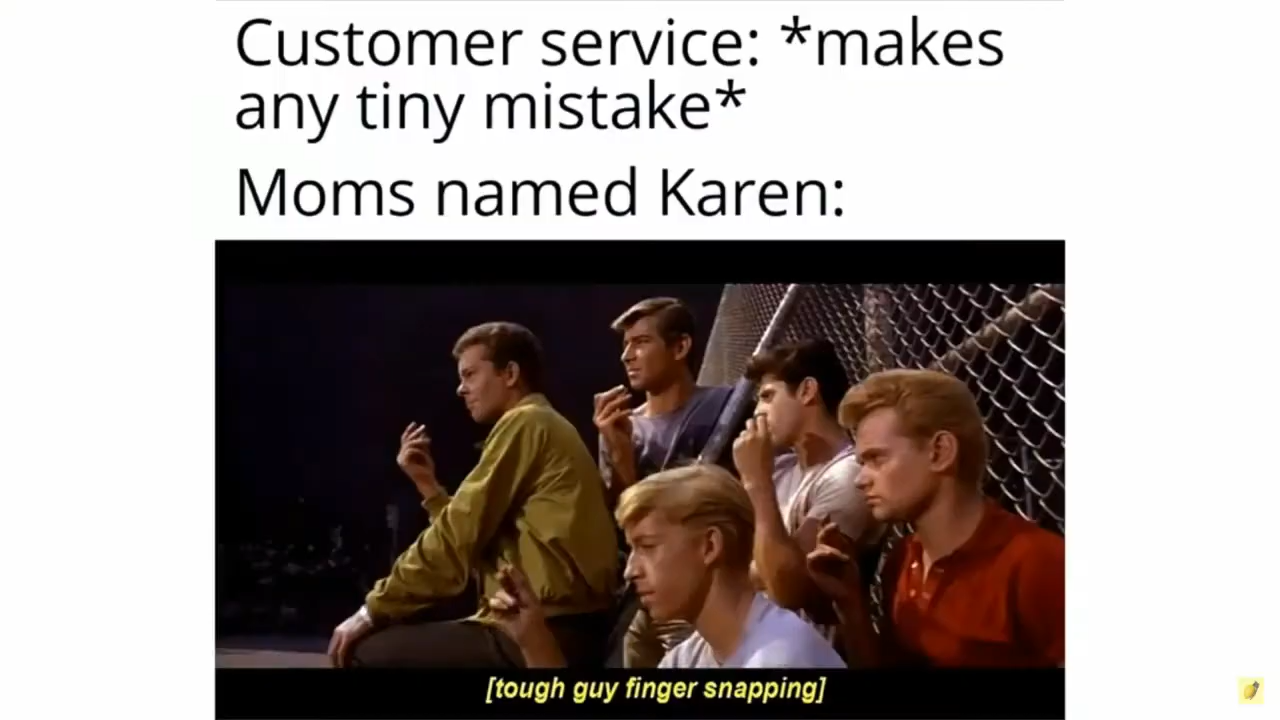 Customer service: *makes
any tiny mistake*
Moms named Karen:
[tough guy finger snapping]